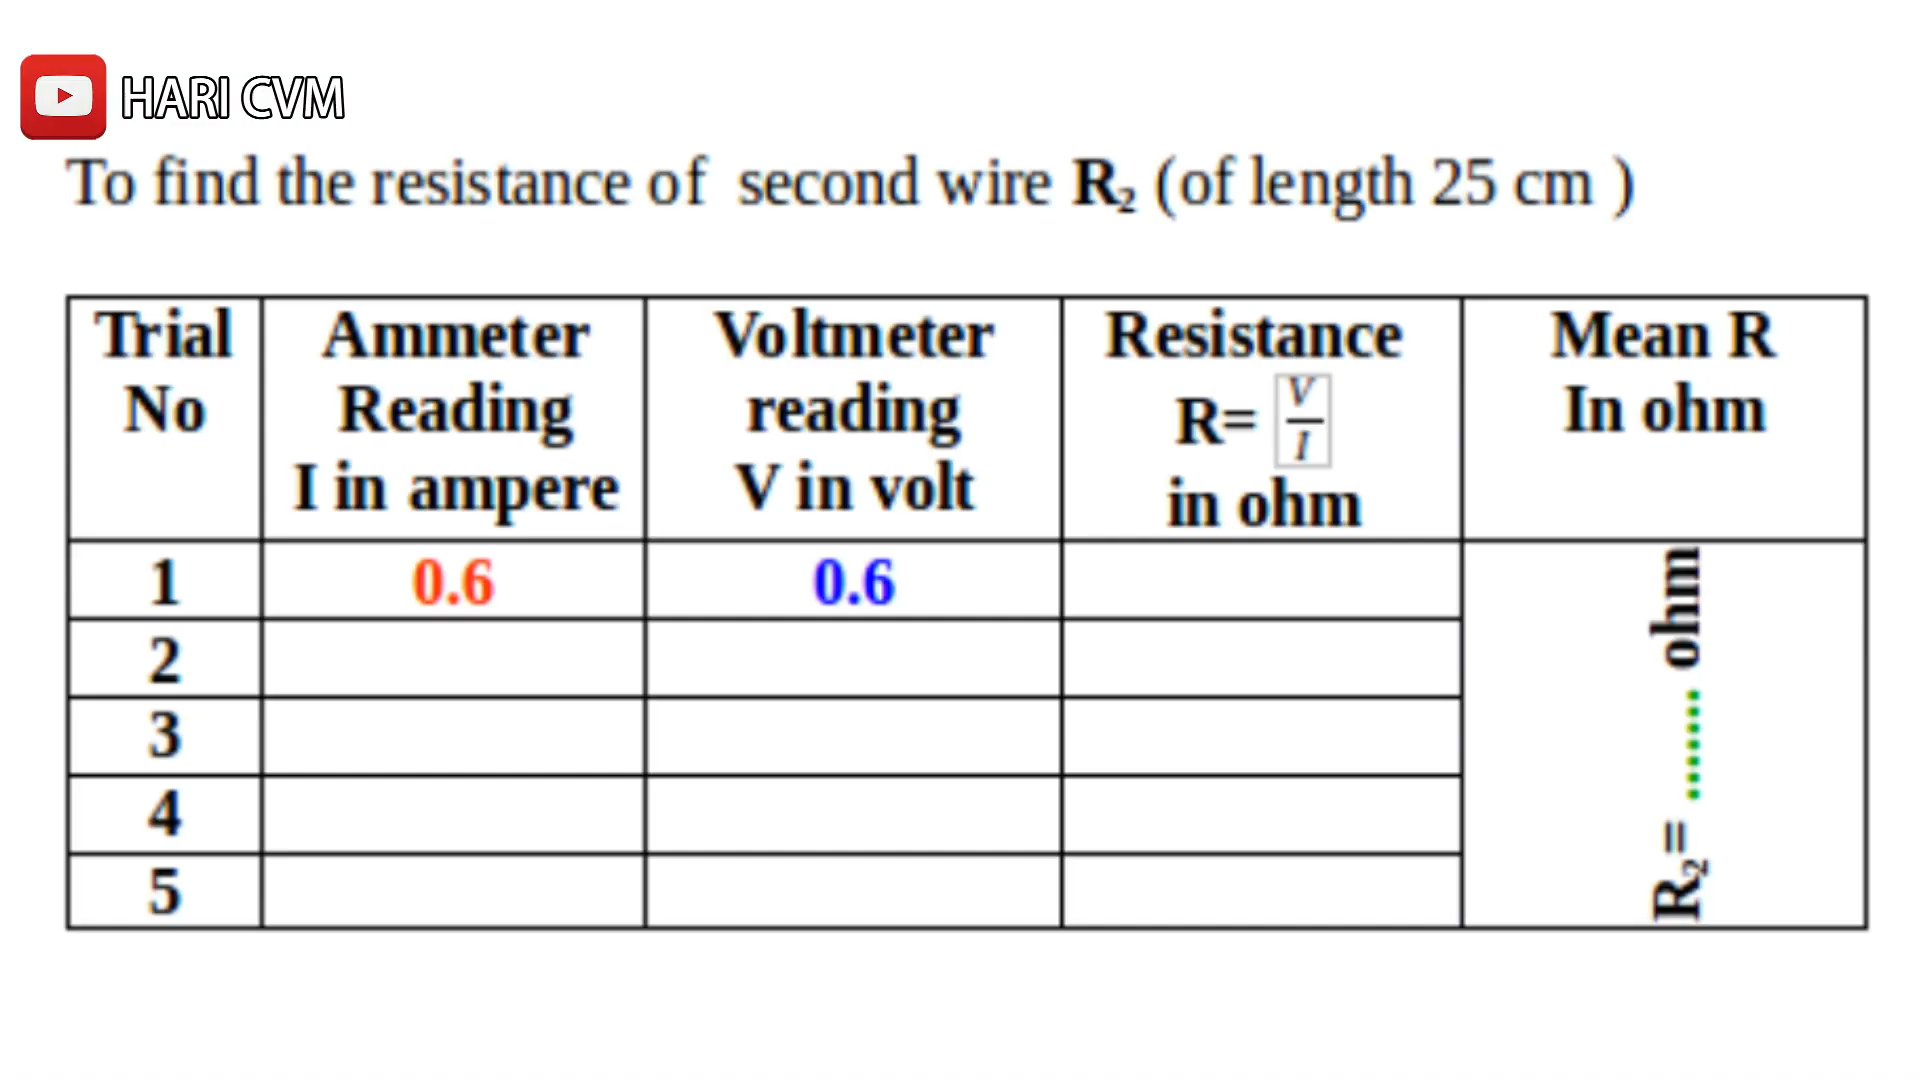 HARI CVM
To find the resistance of second wire R₂ (of length 25 cm )
Trial No | Ammeter Reading I in ampere | Voltmeter reading V in volt | Resistance R= V/I in ohm | Mean R In ohm
1 | 0.6 | 0.6
2
3
4
5
R₂= ....... ohm